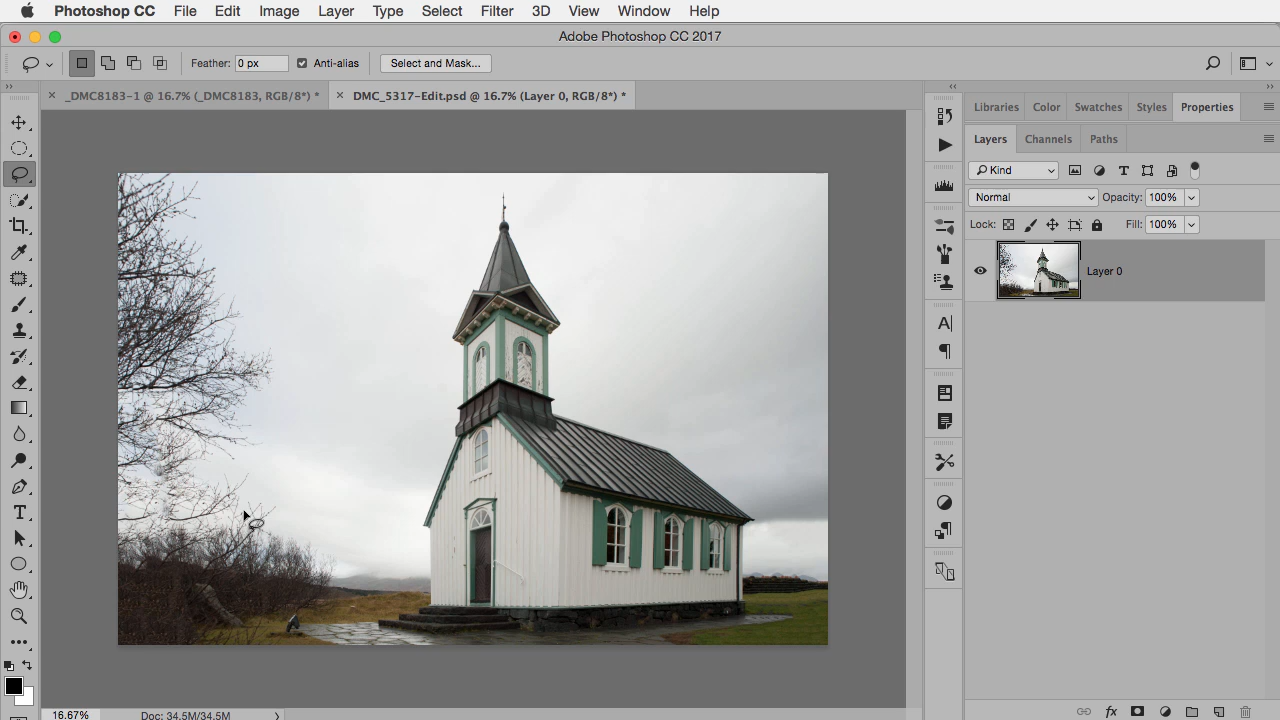 Photoshop CC File Edit Image Layer Type Select Filter 3D View Window Help
Adobe Photoshop CC 2017
Feather: 0 px Anti-alias Select and Mask...
_DMC8183-1 @ 16.7% (_DMC8183, RGB/8*) * DMC_5317-Edit.psd @ 16.7% (Layer 0, RGB/8*) *
Libraries Color Swatches Styles Properties
Layers Channels Paths
Kind
Normal Opacity: 100%
Lock: Fill: 100%
Layer 0
16.67% Doc: 34.5M/34.5M